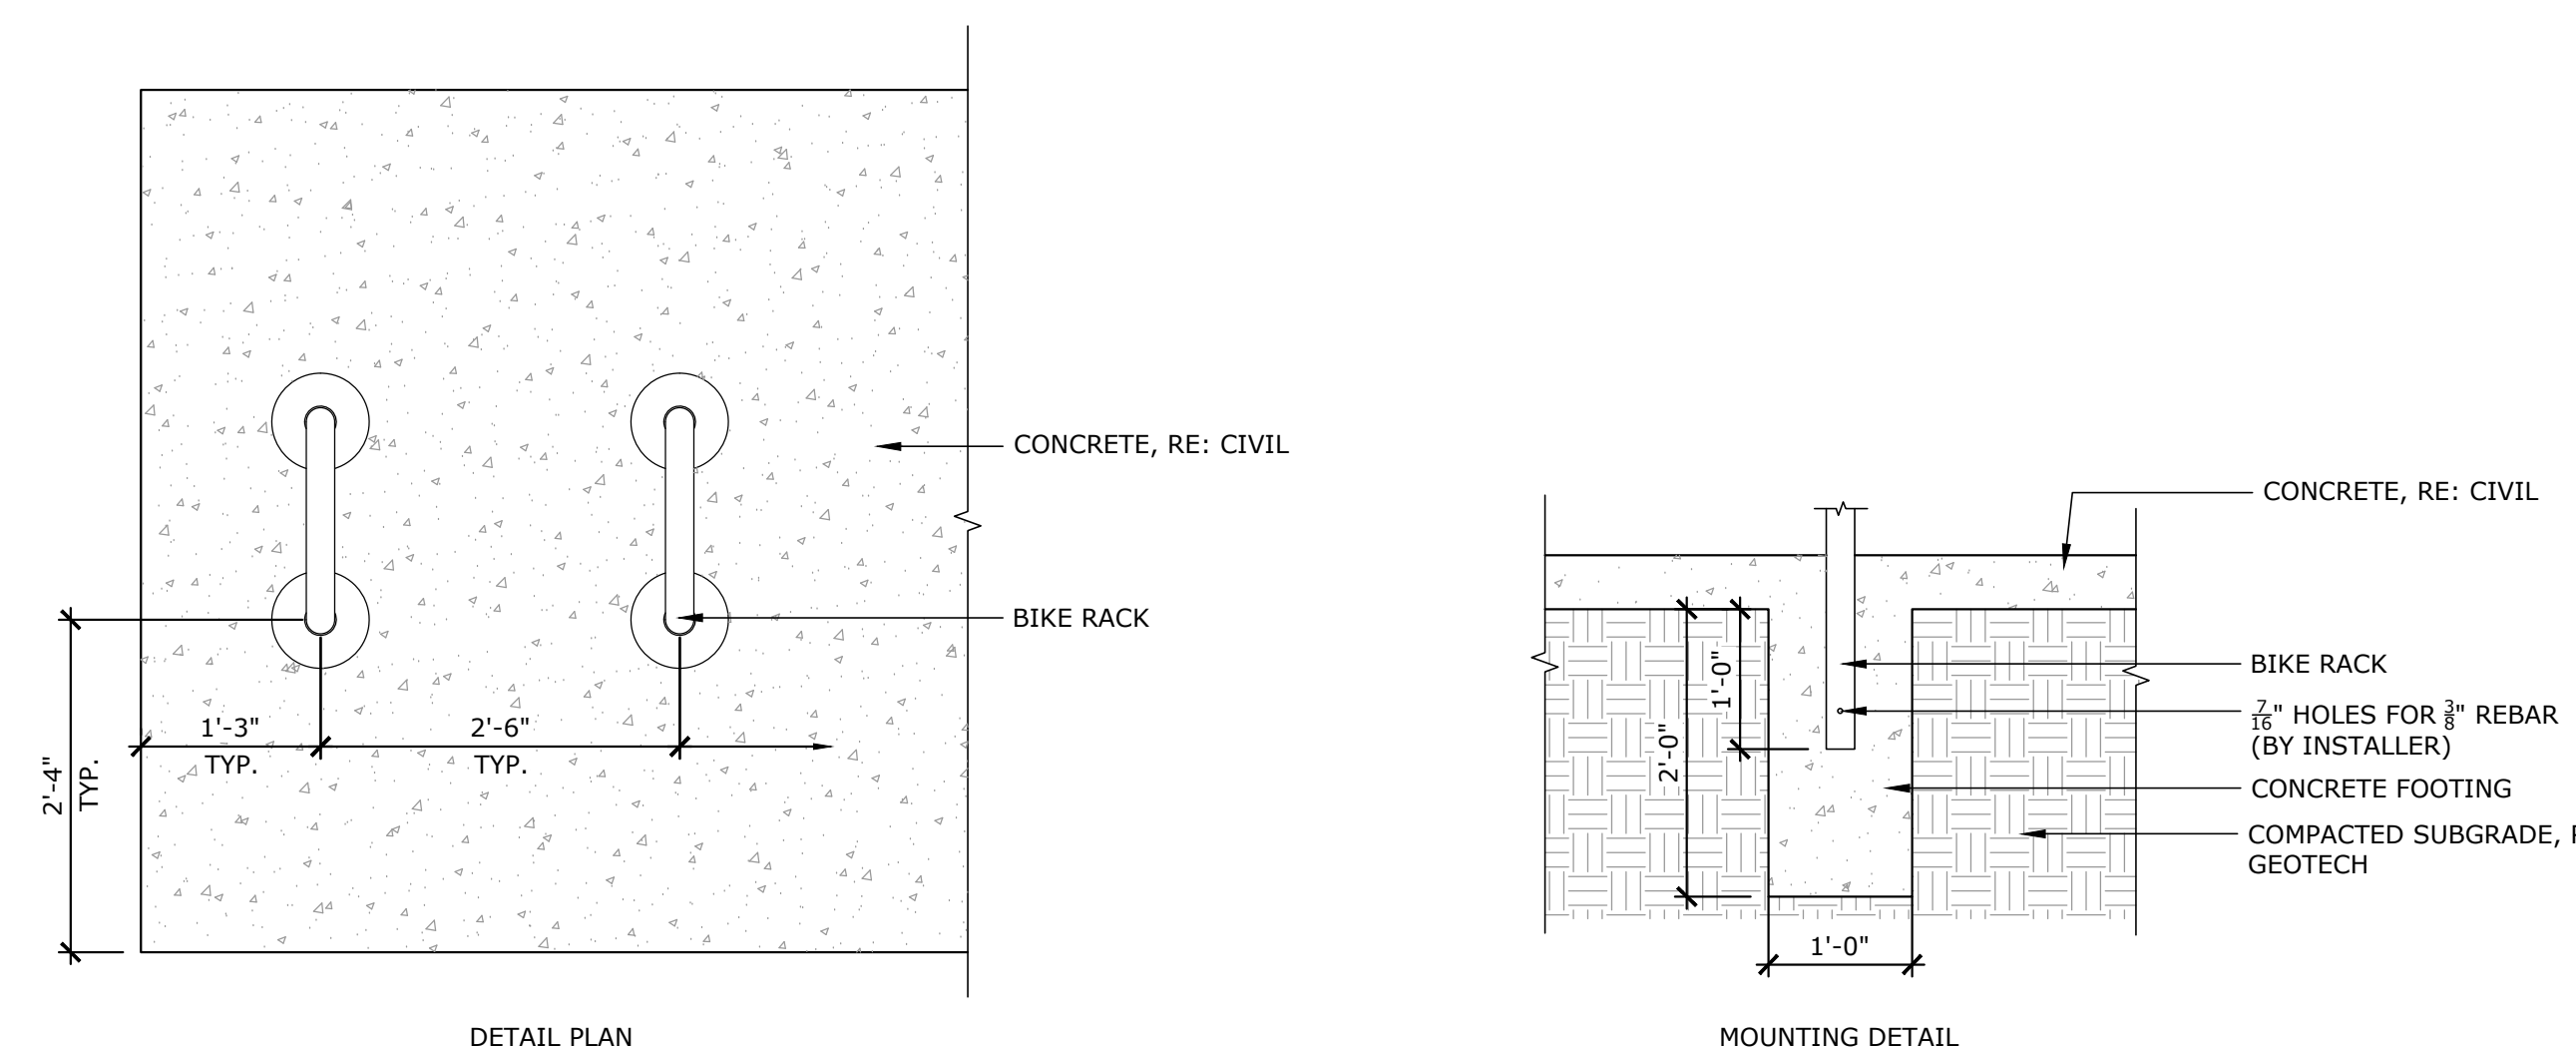 CONCRETE, RE: CIVIL
BIKE RACK
1'-3"
TYP.
2'-6"
TYP.
2'-4"
TYP.
DETAIL PLAN
CONCRETE, RE: CIVIL
BIKE RACK
7/16" HOLES FOR 3/8" REBAR
(BY INSTALLER)
CONCRETE FOOTING
COMPACTED SUBGRADE,
GEOTECH
1'-0"
2'-0"
1'-0"
MOUNTING DETAIL